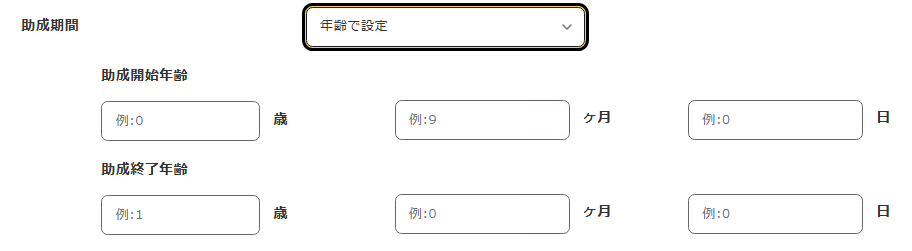 助成期間 年齢で設定
助成開始年齢
例:0 歳 例:9 ヶ月 例:0 日
助成終了年齢
例:1 歳 例:0 ヶ月 例:0 日